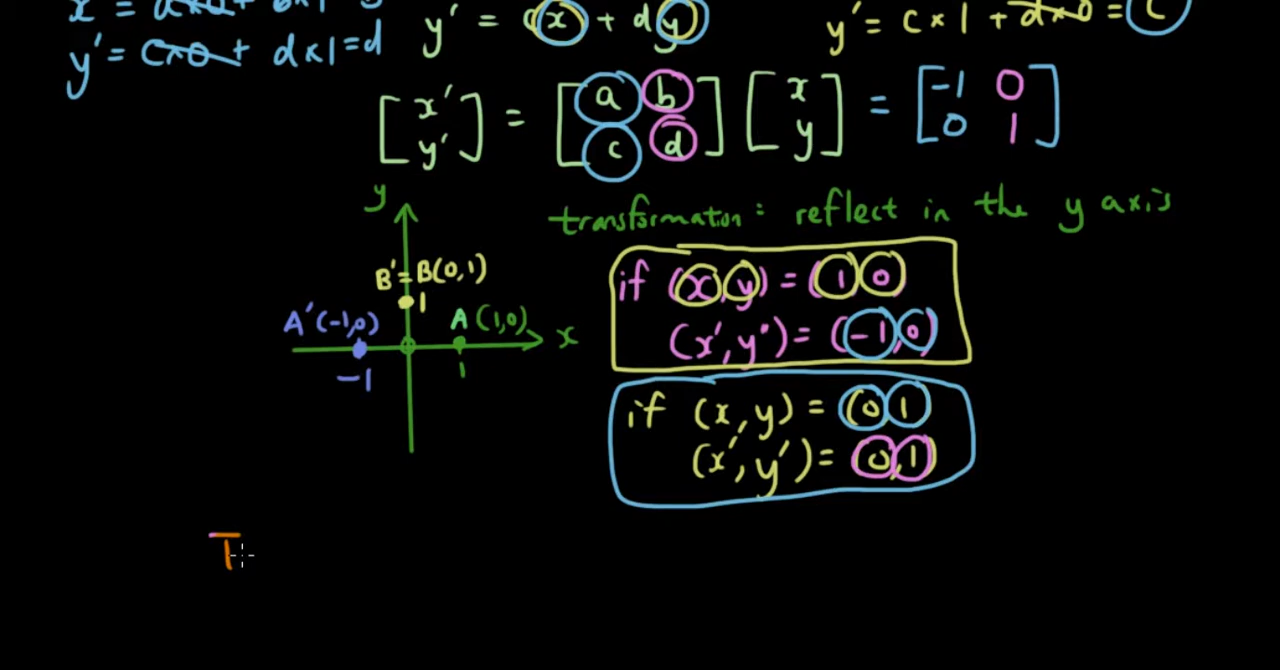 y' = cx + dy
y' = c × 1 + d × 0 = c
y' = c × 0 + d × 1 = d
[x' y'] = [a b c d] [x y] = [-1 0 0 1]
y
transformation: reflect in the y axis
B' = B(0,1)
1
A'(-1,0)
A (1,0)
x
-1
1
if (x,y) = (1 0)
(x', y') = (-1,0)
if (x,y) = (0 1)
(x', y') = (0,1)
T